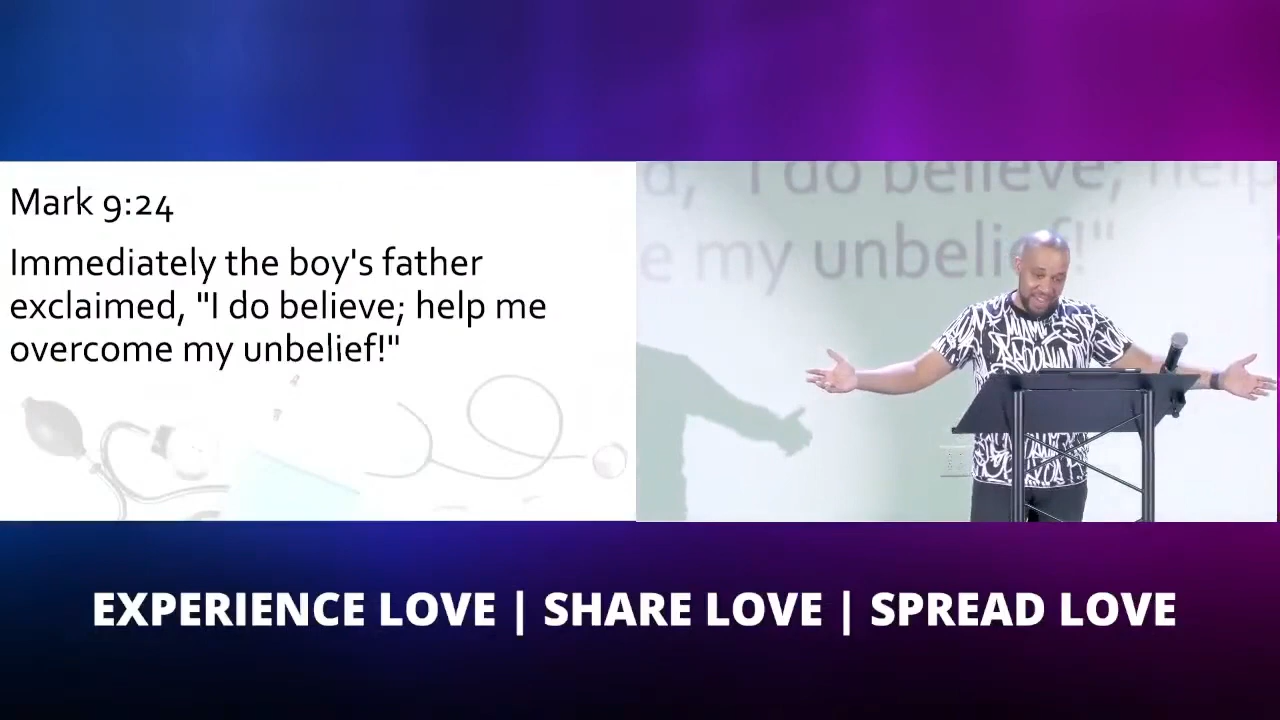 Mark 9:24
Immediately the boy's father
exclaimed, "I do believe; help me
overcome my unbelief!"
d, "I do believe; help
e my unbelief!"
EXPERIENCE LOVE | SHARE LOVE | SPREAD LOVE